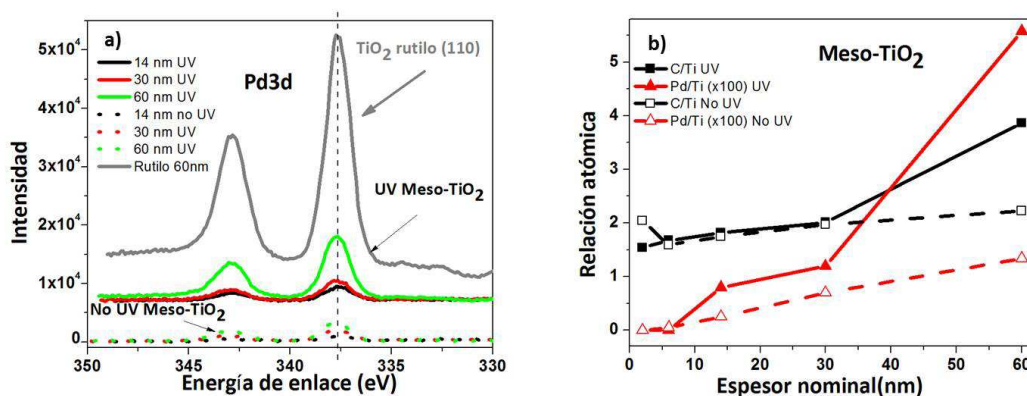 a)
Pd3d
TiO₂ rutilo (110)
14 nm UV
30 nm UV
60 nm UV
14 nm no UV
30 nm UV
60 nm UV
Rutilo 60nm
UV Meso-TiO₂
No UV Meso-TiO₂
5x10⁴
4x10⁴
3x10⁴
2x10⁴
1x10⁴
0
Intensidad
350 345 340 335 330
Energía de enlace (eV)
b)
Meso-TiO₂
C/Ti UV
Pd/Ti (x100) UV
C/Ti No UV
Pd/Ti (x100) No UV
5
4
3
2
1
0
Relación atómica
0 10 20 30 40 50 60
Espesor nominal(nm)